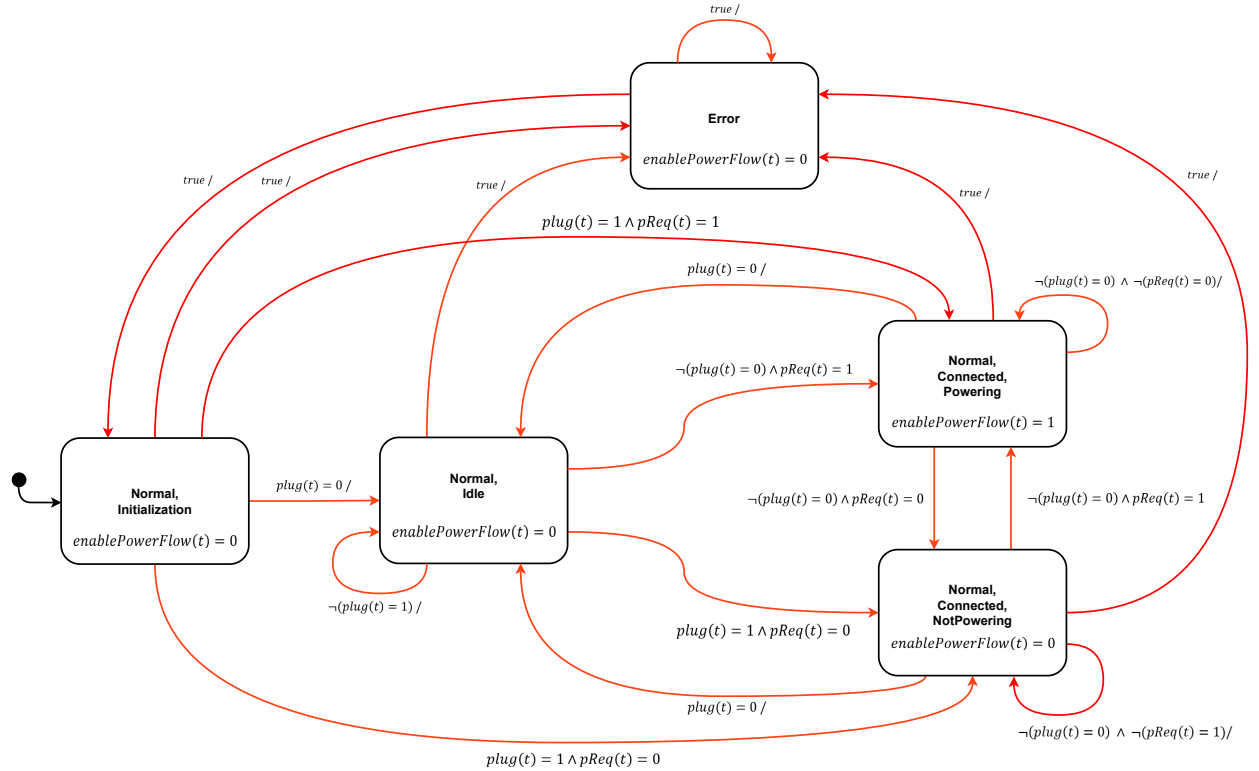 true /
Error
enablePowerFlow(t) = 0
true /
true /
true /
true /
true /
plug(t) = 1 ∧ pReq(t) = 1
plug(t) = 0 /
¬(plug(t) = 0) ∧ ¬(pReq(t) = 0)/
¬(plug(t) = 0) ∧ pReq(t) = 1
Normal,
Connected,
Powering
enablePowerFlow(t) = 1
Normal,
Initialization
enablePowerFlow(t) = 0
plug(t) = 0 /
Normal,
Idle
enablePowerFlow(t) = 0
¬(plug(t) = 0) ∧ pReq(t) = 0
¬(plug(t) = 0) ∧ pReq(t) = 1
¬(plug(t) = 1) /
plug(t) = 1 ∧ pReq(t) = 0
Normal,
Connected,
NotPowering
enablePowerFlow(t) = 0
plug(t) = 0 /
¬(plug(t) = 0) ∧ ¬(pReq(t) = 1)/
plug(t) = 1 ∧ pReq(t) = 0